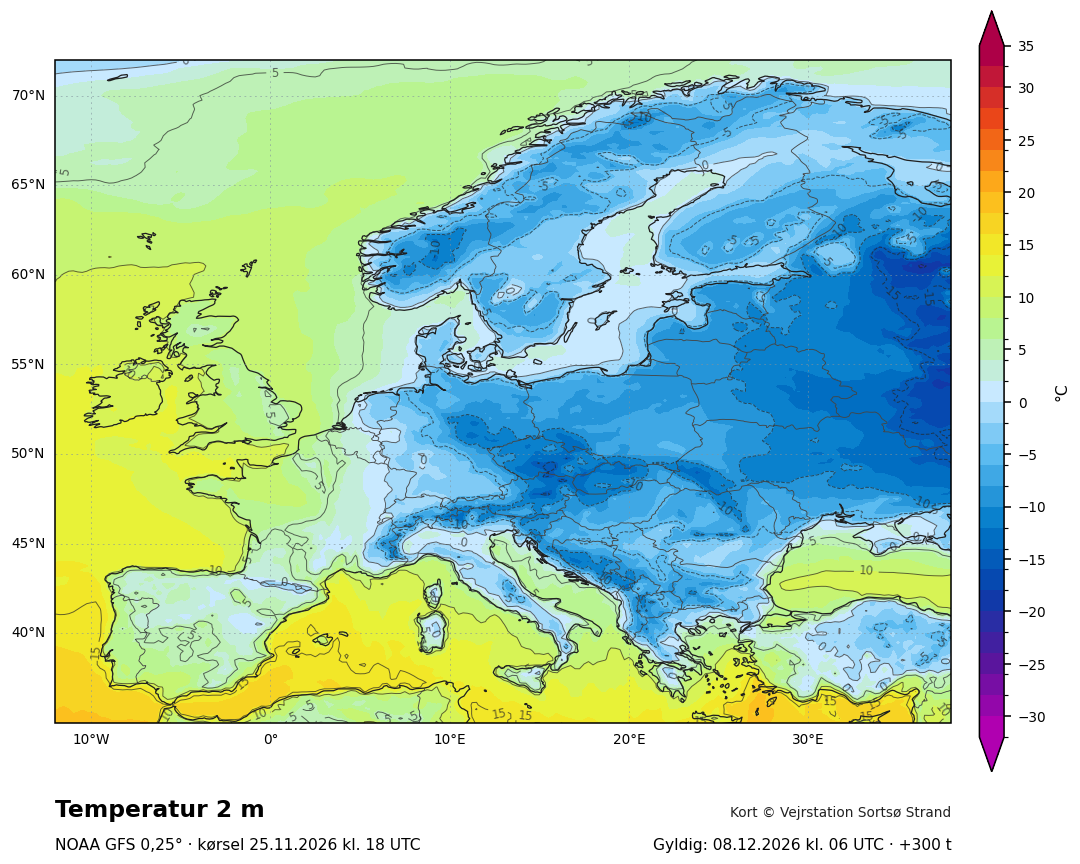 35
30
25
20
15
10
5
0
−5
−10
−15
−20
−25
−30
°C
70°N
65°N
60°N
55°N
50°N
45°N
40°N
10°W
0°
10°E
20°E
30°E
Temperatur 2 m
Kort © Vejrstation Sortsø Strand
NOAA GFS 0,25° · kørsel 25.11.2026 kl. 18 UTC
Gyldig: 08.12.2026 kl. 06 UTC · +300 t